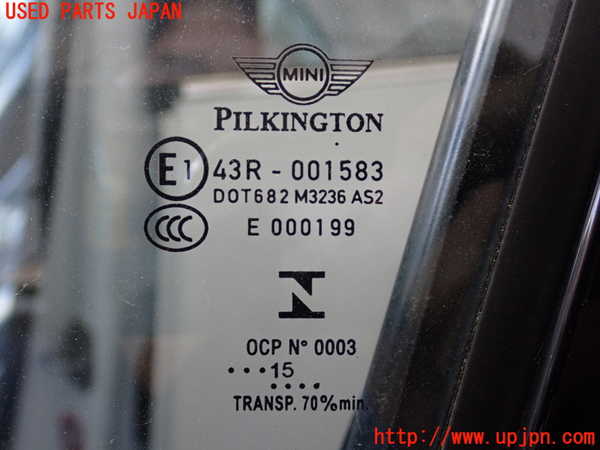 USED PARTS JAPAN
MINI
PILKINGTON
E1 43R - 001583
DOT682 M3236 AS2
CCC E 000199
N
OCP N° 0003
•••15
••••
TRANSP. 70%min.
http://www.upjpn.com/